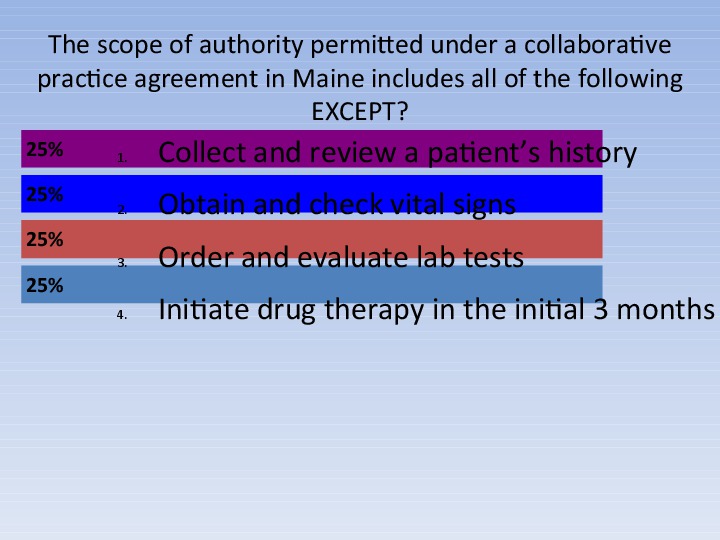 The scope of authority permitted under a collaborative
practice agreement in Maine includes all of the following
EXCEPT?
25% 1. Collect and review a patient’s history
25% 2. Obtain and check vital signs
25% 3. Order and evaluate lab tests
25% 4. Initiate drug therapy in the initial 3 months